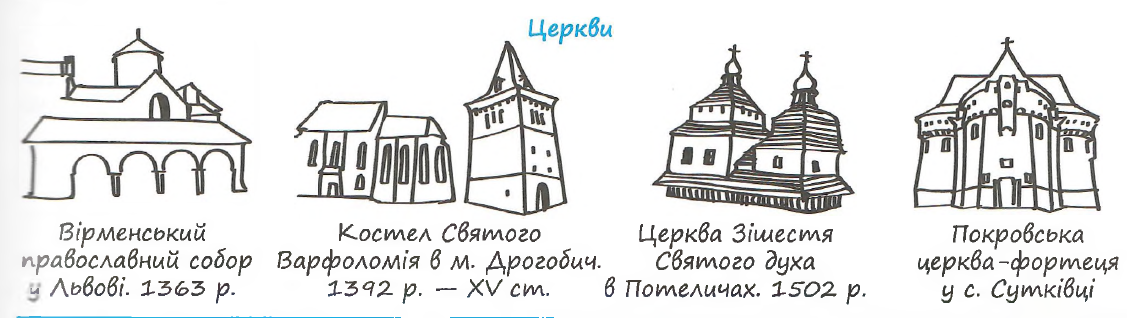 Церкви
Вірменський
православний собор
у Львові. 1363 р.
Костел Святого
Варфоломія в м. Дрогобич.
1392 р. — XV ст.
Церква Зішестя
Святого духа
в Потеличах. 1502 р.
Покровська
церква-фортеця
у с. Сутківці